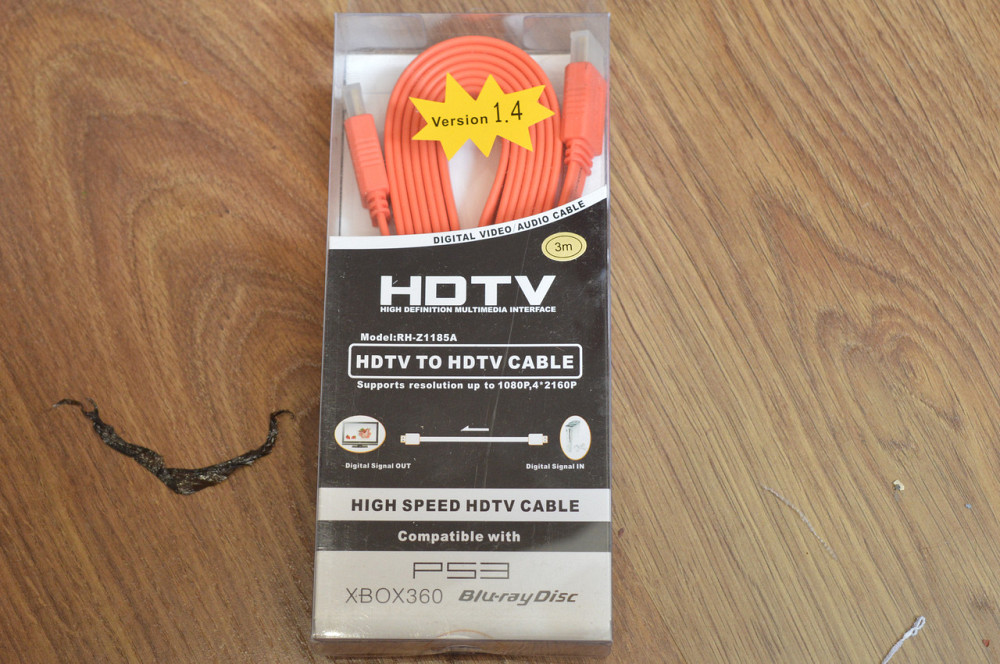 Version 1.4
DIGITAL VIDEO/AUDIO CABLE
3m
HDTV
HIGH DEFINITION MULTIMEDIA INTERFACE
Model:RH-Z1185A
HDTV TO HDTV CABLE
Supports resolution up to 1080P,4*2160P
Digital Signal OUT Digital Signal IN
HIGH SPEED HDTV CABLE
Compatible with
PS3
XBOX360 Blu-ray Disc